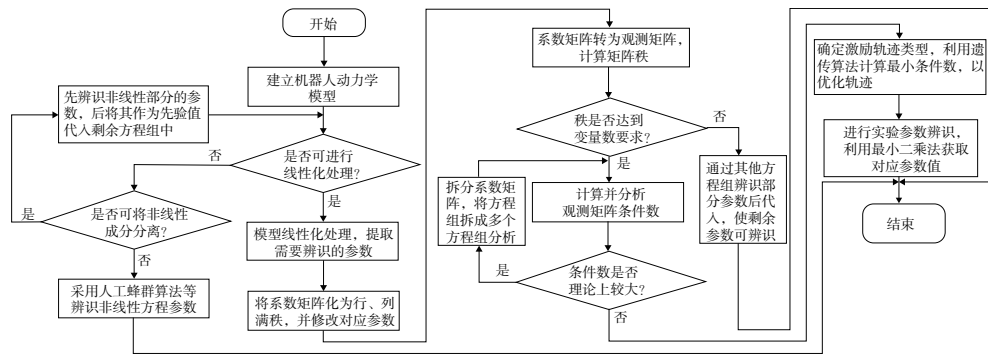 开始
建立机器人动力学
模型
先辨识非线性部分的参
数，后将其作为先验值
代入剩余方程组中
否
是否可进行
线性化处理?
是
是否可将非线性
成分分离?
是
否
采用人工蜂群算法等
辨识非线性方程参数
模型线性化处理，提取
需要辨识的参数
将系数矩阵化为行、列
满秩，并修改对应参数
系数矩阵转为观测矩阵，
计算矩阵秩
秩是否达到
变量数要求?
否
是
拆分系数矩
阵，将方程
组拆成多个
方程组分析
计算并分析
观测矩阵条件数
通过其他方
程组辨识部
分参数后代
入，使剩余
参数可辨识
是
条件数是否
理论上较大?
否
确定激励轨迹类型，利用遗
传算法计算最小条件数，以
优化轨迹
进行实验参数辨识，
利用最小二乘法获取
对应参数值
结束